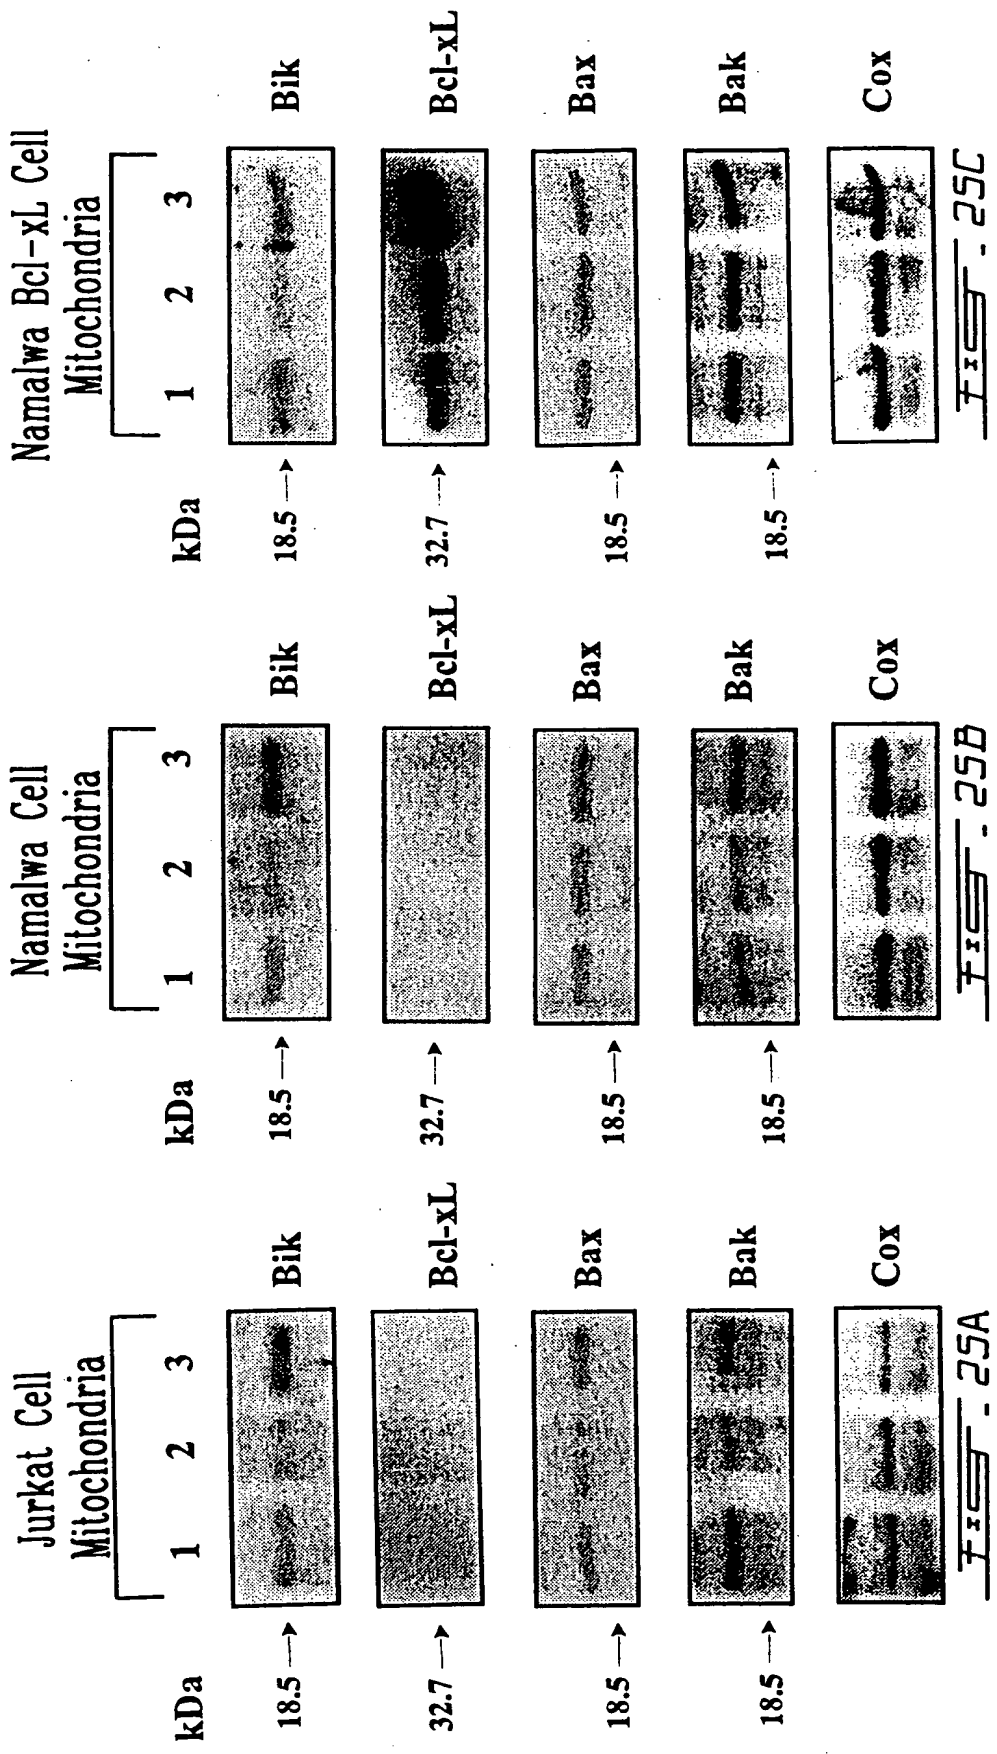 Jurkat Cell
Mitochondria
kDa
1 2 3
18.5 Bik
32.7 Bcl-xL
18.5 Bax
18.5 Bak
Cox
Fig. 25A
Namalwa Cell
Mitochondria
kDa
1 2 3
18.5 Bik
32.7 Bcl-xL
18.5 Bax
18.5 Bak
Cox
Fig. 25B
Namalwa Bcl-xL Cell
Mitochondria
kDa
1 2 3
18.5 Bik
32.7 Bcl-xL
18.5 Bax
18.5 Bak
Cox
Fig. 25C